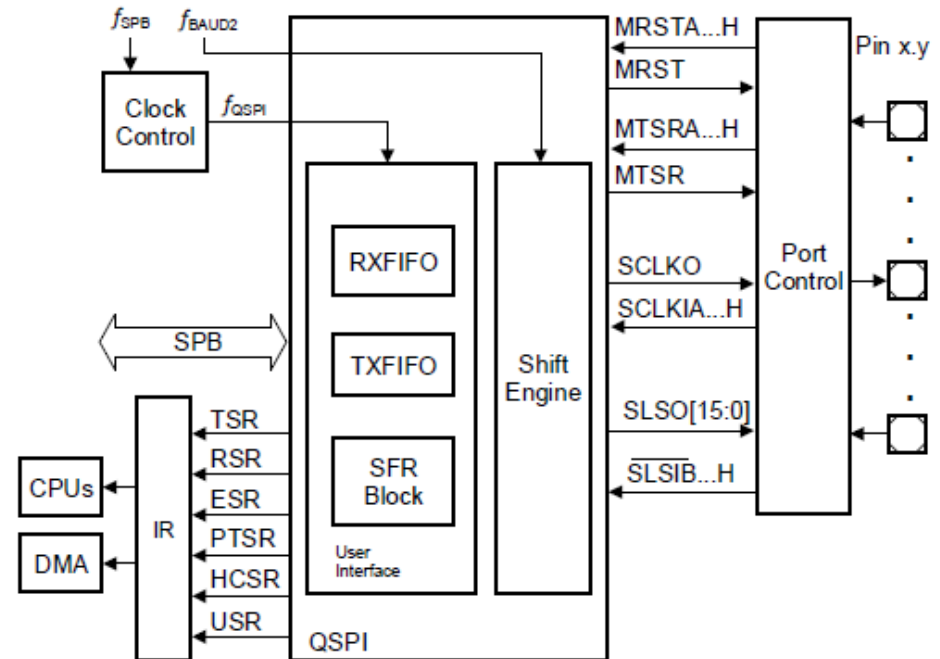 fSPB
fBAUD2
Clock
Control
fQSPI
RXFIFO
TXFIFO
SFR
Block
User
Interface
Shift
Engine
QSPI
SPB
TSR
RSR
ESR
PTSR
HCSR
USR
IR
CPUs
DMA
MRSTA...H
MRST
MTSRA...H
MTSR
SCLKO
SCLKIA...H
SLSO[15:0]
SLSIB...H
Port
Control
Pin x.y